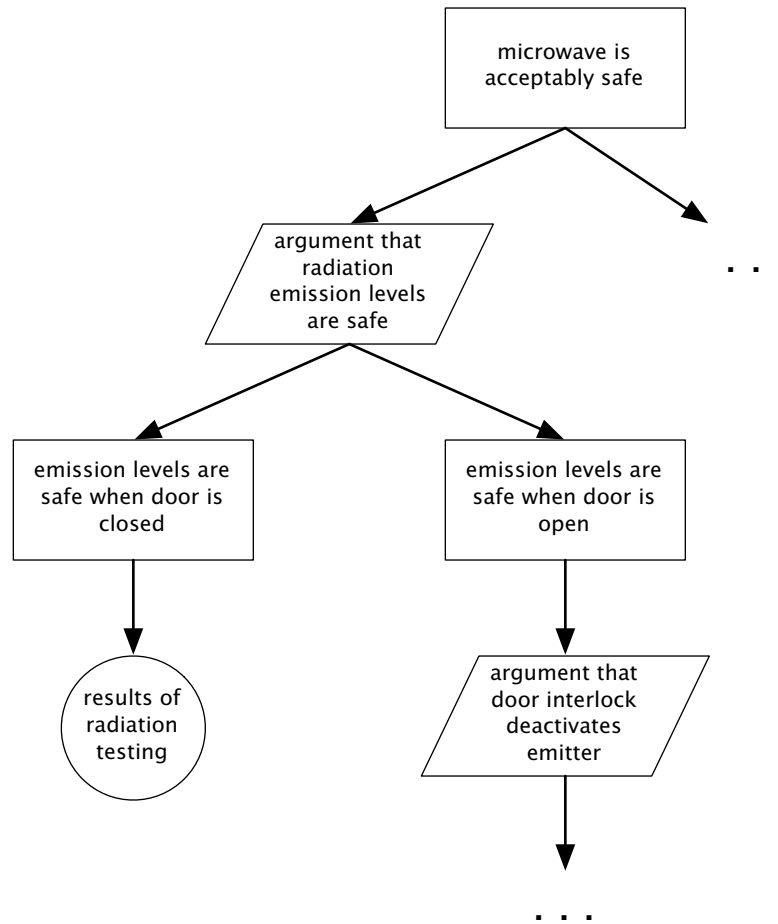 microwave is
acceptably safe
argument that
radiation
emission levels
are safe
. .
emission levels are
safe when door is
closed
emission levels are
safe when door is
open
results of
radiation
testing
argument that
door interlock
deactivates
emitter
. . .